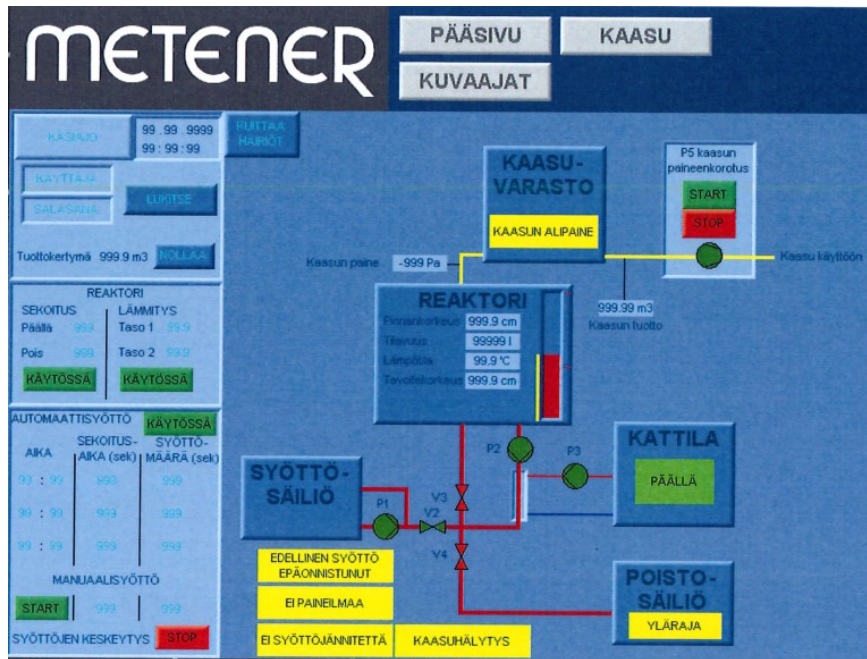 METENER
PÄÄSIVU
KAASU
KUVAAJAT
KÄSIAJO
99 .99 .9999
99 : 99 : 99
KUITTAA
HÄIRIÖT
KÄYTTÄJÄ
SALASANA
LUKITSE
Tuottokertymä 999.9 m3 NOLLAA
REAKTORI
SEKOITUS
LÄMMITYS
Päällä 999
Taso 1 99.9
Pois 999
Taso 2 99.9
KÄYTÖSSÄ
KÄYTÖSSÄ
AUTOMAATTISYÖTTÖ KÄYTÖSSÄ
AIKA
SEKOITUS-
AIKA (sek)
SYÖTTÖ-
MÄÄRÄ (sek)
99 : 99 999 999
99 : 99 999 999
99 : 99 999 999
MANUAALISYÖTTÖ
START 999 999
SYÖTTÖJEN KESKEYTYS STOP
KAASU-
VARASTO
KAASUN ALIPAINE
P5 kaasun
paineenkorotus
START
STOP
Kaasun paine -999 Pa
Kaasu käyttöön
999.99 m3
Kaasun tuotto
REAKTORI
Pinnankorkeus 999.9 cm
Tilavuus 99999 l
Lämpötila 99.9 °C
Tavoitekorkeus 999.9 cm
P2
P3
KATTILA
PÄÄLLÄ
SYÖTTÖ-
SÄILIÖ
P1
V3
V2
V4
EDELLINEN SYÖTTÖ
EPÄONNISTUNUT
EI PAINEILMAA
EI SYÖTTÖJÄNNITETTÄ
KAASUHÄLYTYS
POISTO-
SÄILIÖ
YLÄRAJA